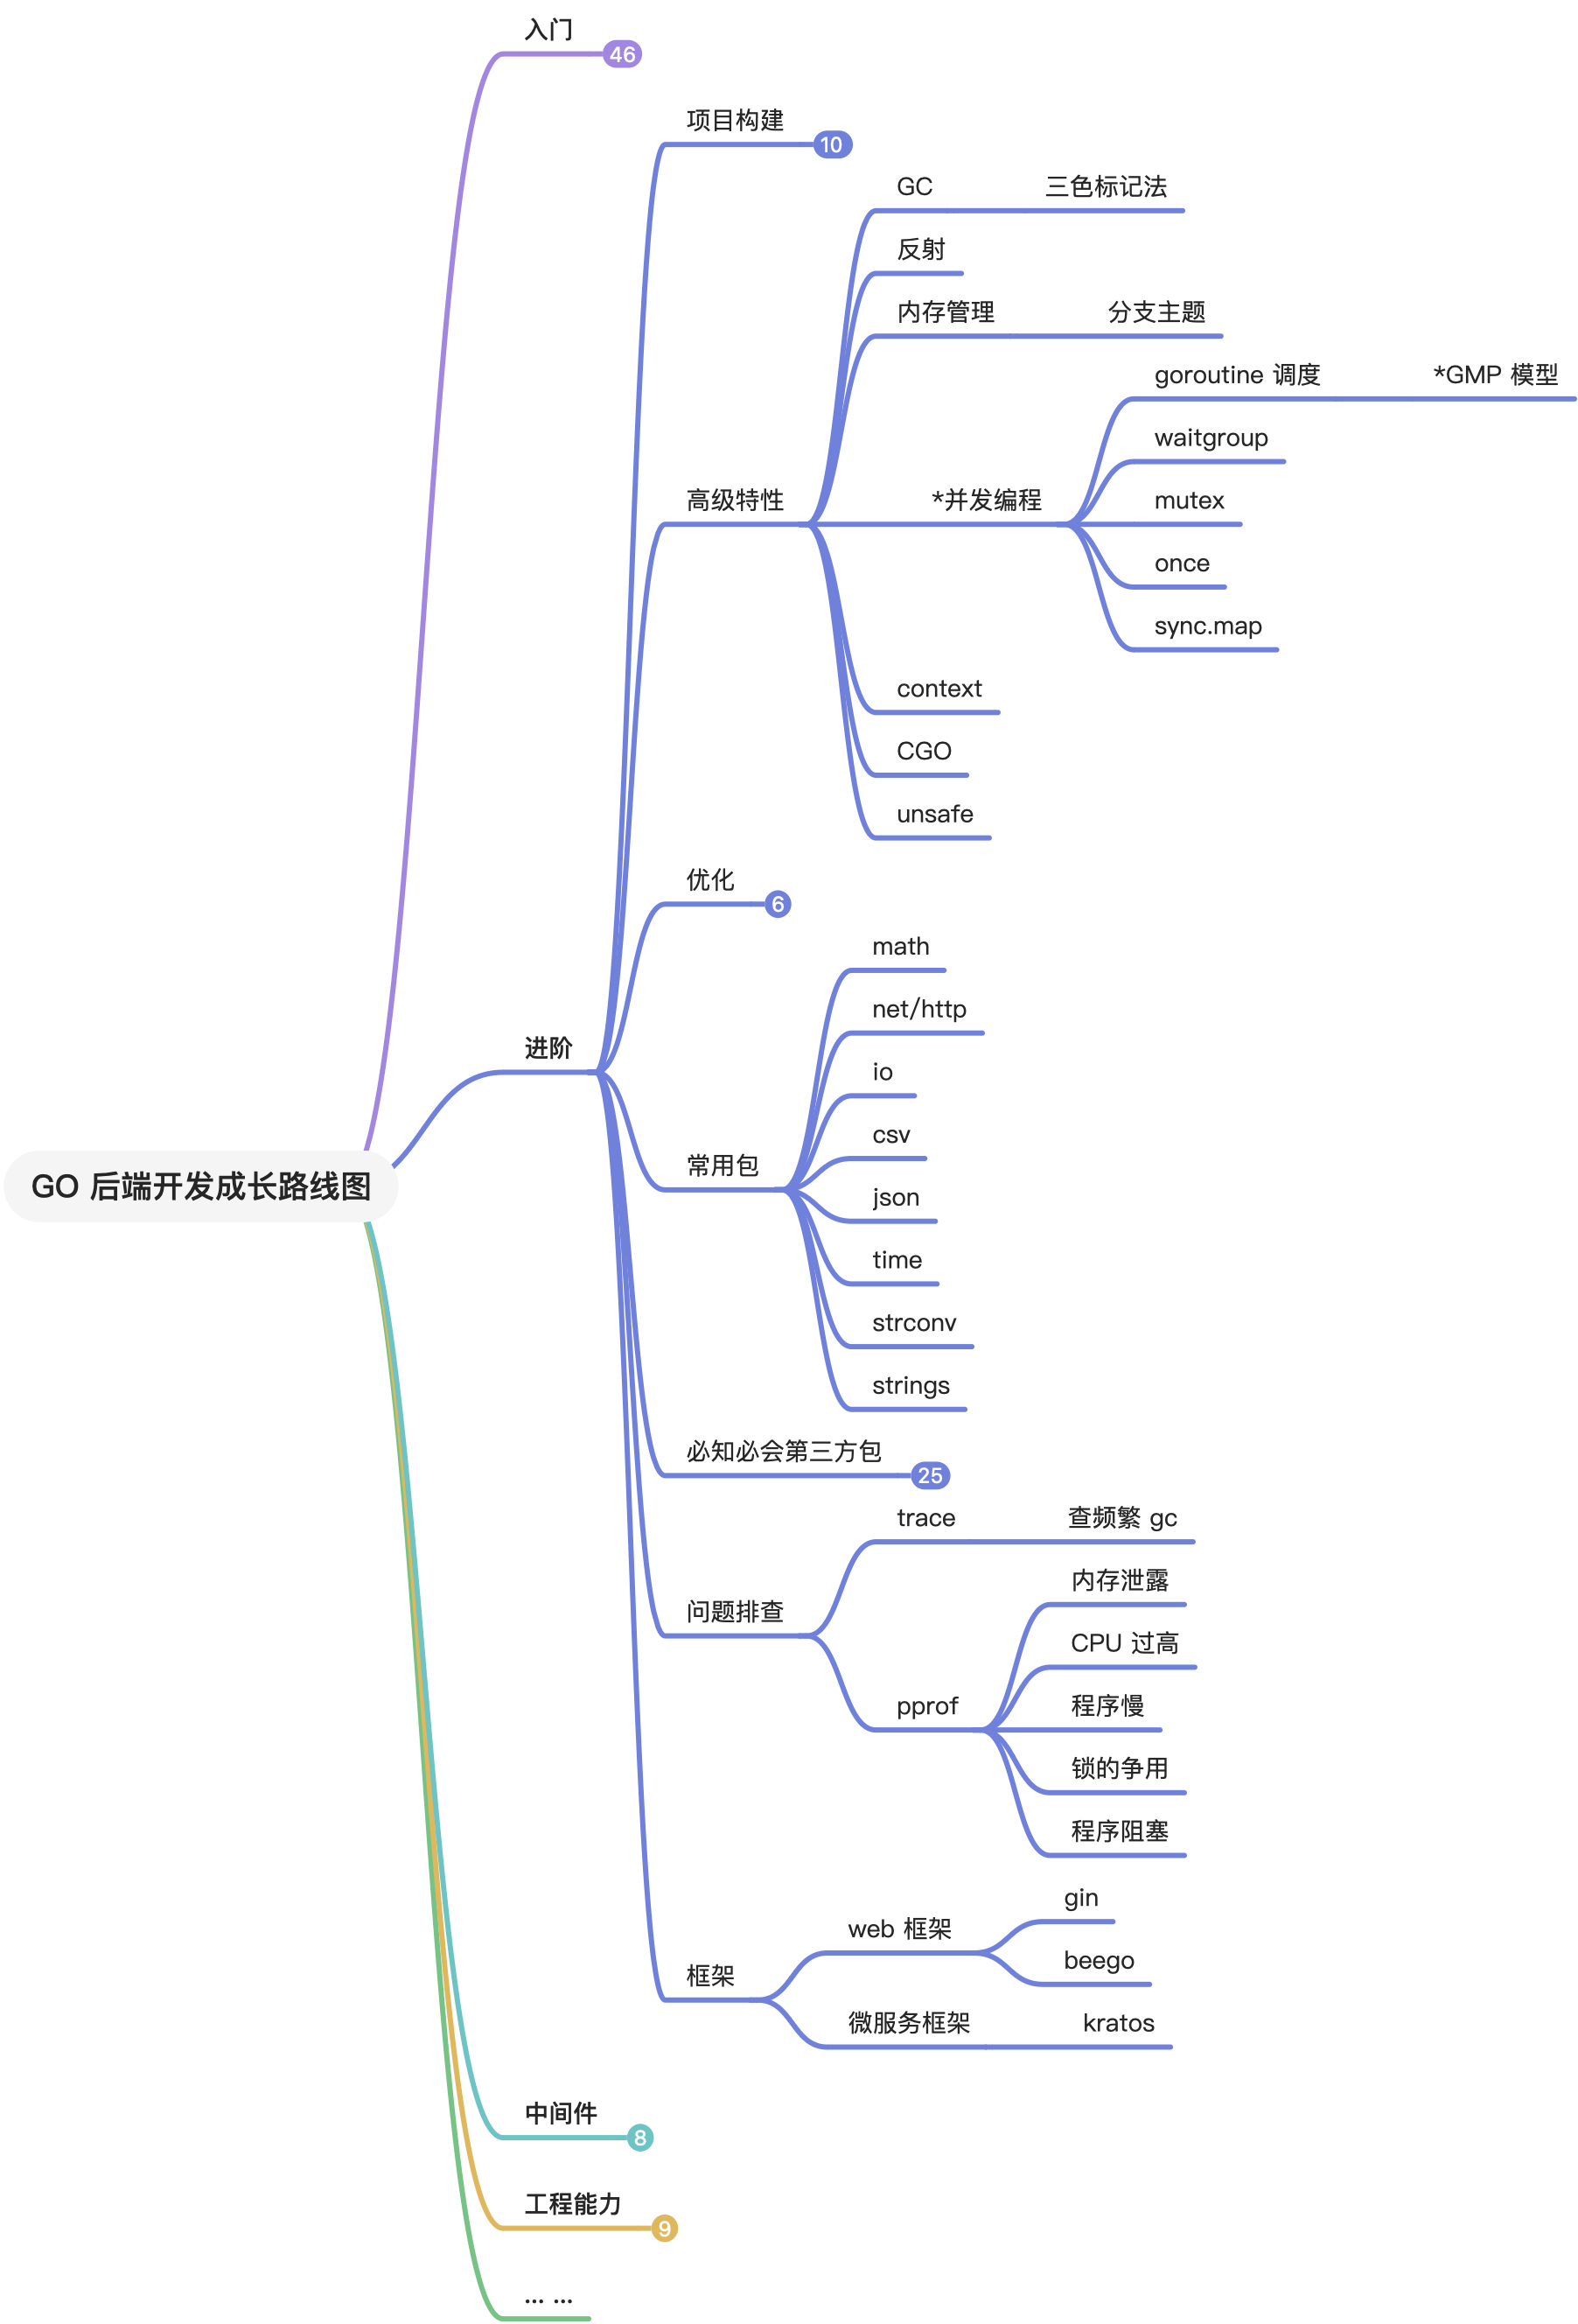 入门
46
项目构建
10
GC
三色标记法
反射
内存管理
分支主题
goroutine 调度
*GMP 模型
waitgroup
高级特性
*并发编程
mutex
once
sync.map
context
CGO
unsafe
优化
6
math
net/http
进阶
io
csv
常用包
GO 后端开发成长路线图
json
time
strconv
strings
必知必会第三方包
25
trace
查频繁 gc
内存泄露
问题排查
CPU 过高
pprof
程序慢
锁的争用
程序阻塞
gin
web 框架
beego
框架
微服务框架
kratos
中间件
8
工程能力
9
... ...